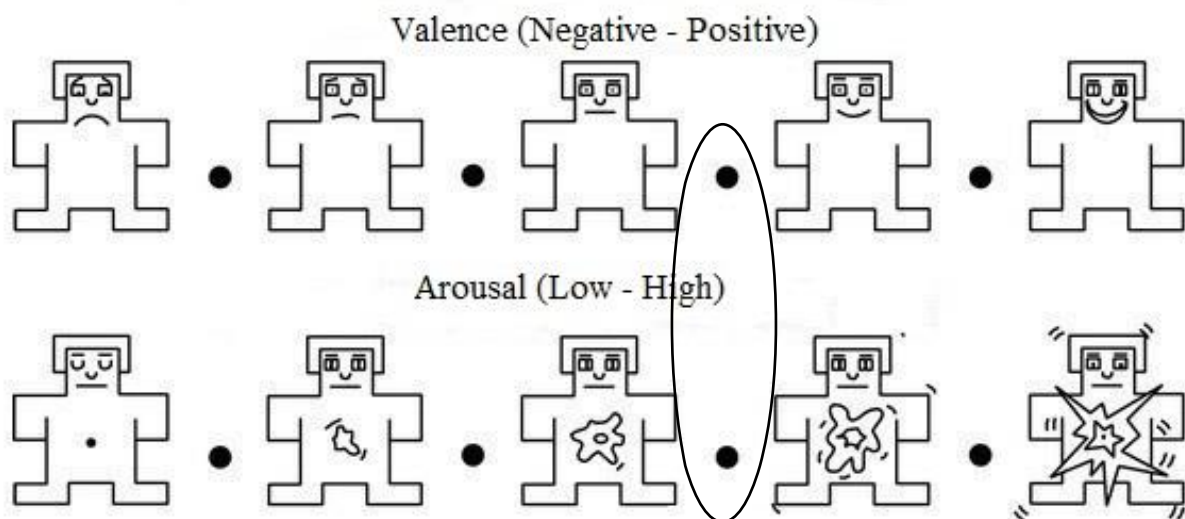 Valence (Negative - Positive)
Arousal (Low - High)